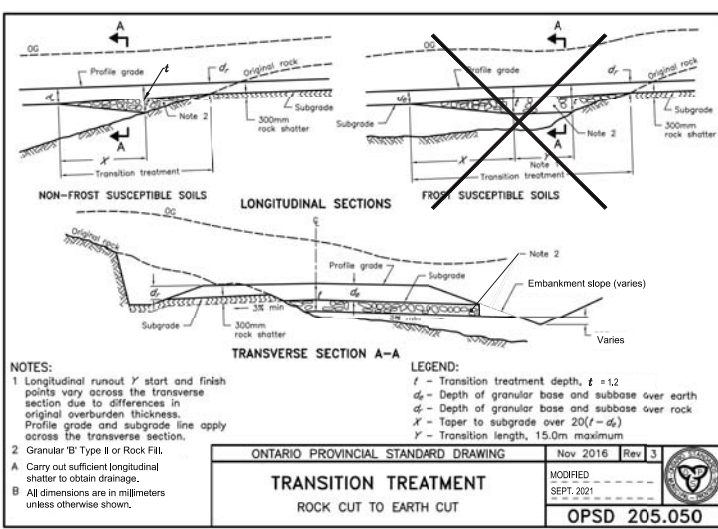 A
A
OG
Profile grade
t
dr
Original rock
Subgrade
Note 2
300mm
rock shatter
A
X
Transition treatment
NON-FROST SUSCEPTIBLE SOILS
A
OG
Profile grade
dr
Original rock
de
t
Subgrade
Subgrade
Note 2
300mm
rock shatter
A
X
Y
Note 1
Transition treatment
FROST SUSCEPTIBLE SOILS
LONGITUDINAL SECTIONS
OG
Original rock
Profile grade
Subgrade
Note 2
Embankment slope (varies)
dr
t
de
3% min
Subgrade
300mm
rock shatter
3%
Varies
TRANSVERSE SECTION A-A
NOTES:
1 Longitudinal runout Y start and finish
points vary across the transverse
section due to differences in
original overburden thickness.
Profile grade and subgrade line apply
across the transverse section.
2 Granular 'B' Type II or Rock Fill.
A Carry out sufficient longitudinal
shatter to obtain drainage.
B All dimensions are in millimeters
unless otherwise shown.
LEGEND:
t - Transition treatment depth, t = 1.2
de - Depth of granular base and subbase over earth
dr - Depth of granular base and subbase over rock
X - Taper to subgrade over 20(t-de)
Y - Transition length, 15.0m maximum
ONTARIO PROVINCIAL STANDARD DRAWING
Nov 2016 Rev 3
TRANSITION TREATMENT
ROCK CUT TO EARTH CUT
MODIFIED
SEPT. 2021
OPSD 205.050